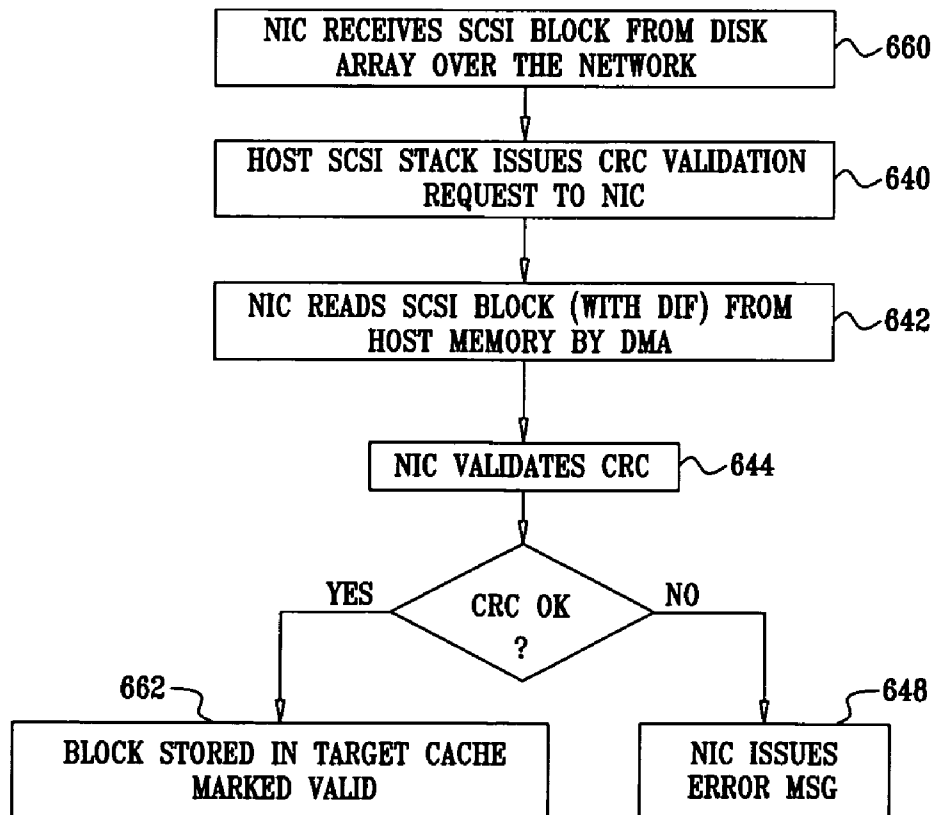 NIC RECEIVES SCSI BLOCK FROM DISK
ARRAY OVER THE NETWORK
660
HOST SCSI STACK ISSUES CRC VALIDATION
REQUEST TO NIC
640
NIC READS SCSI BLOCK (WITH DIF) FROM
HOST MEMORY BY DMA
642
NIC VALIDATES CRC
644
YES
CRC OK
?
NO
662
BLOCK STORED IN TARGET CACHE
MARKED VALID
648
NIC ISSUES
ERROR MSG